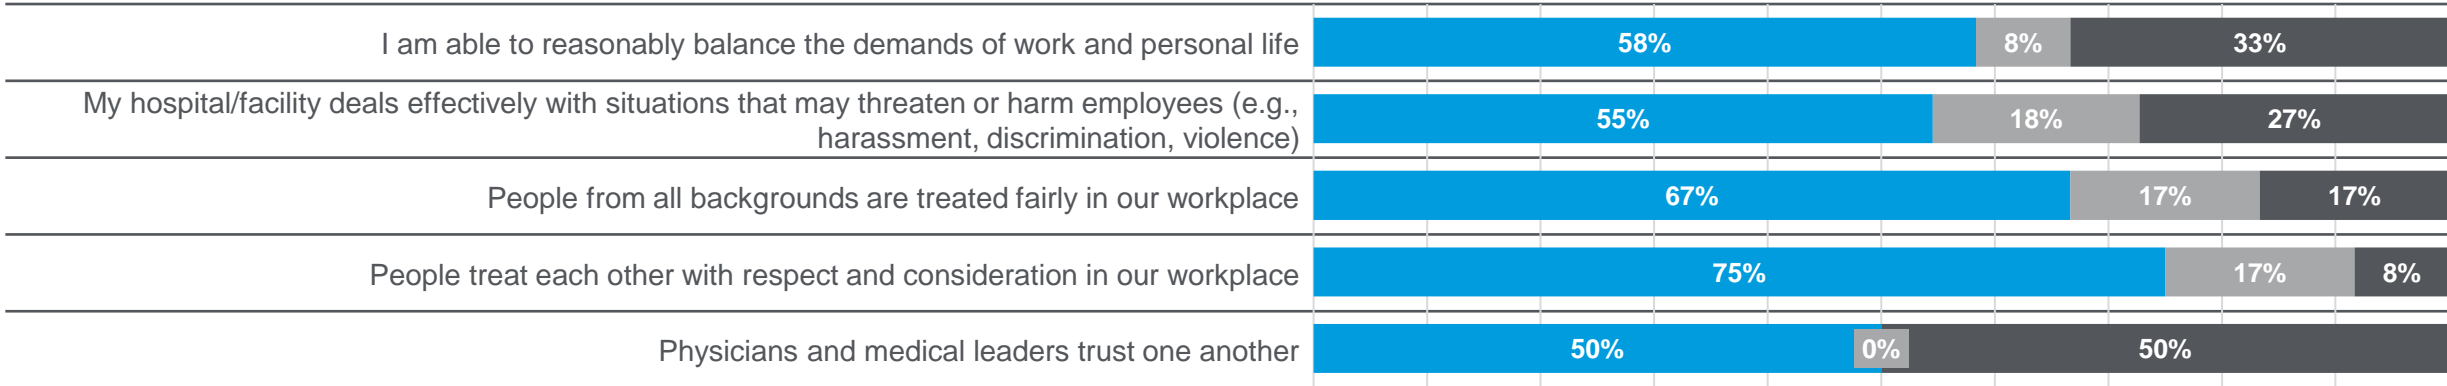 I am able to reasonably balance the demands of work and personal life 58% 8% 33%
My hospital/facility deals effectively with situations that may threaten or harm employees (e.g.,
harassment, discrimination, violence) 55% 18% 27%
People from all backgrounds are treated fairly in our workplace 67% 17% 17%
People treat each other with respect and consideration in our workplace 75% 17% 8%
Physicians and medical leaders trust one another 50% 0% 50%